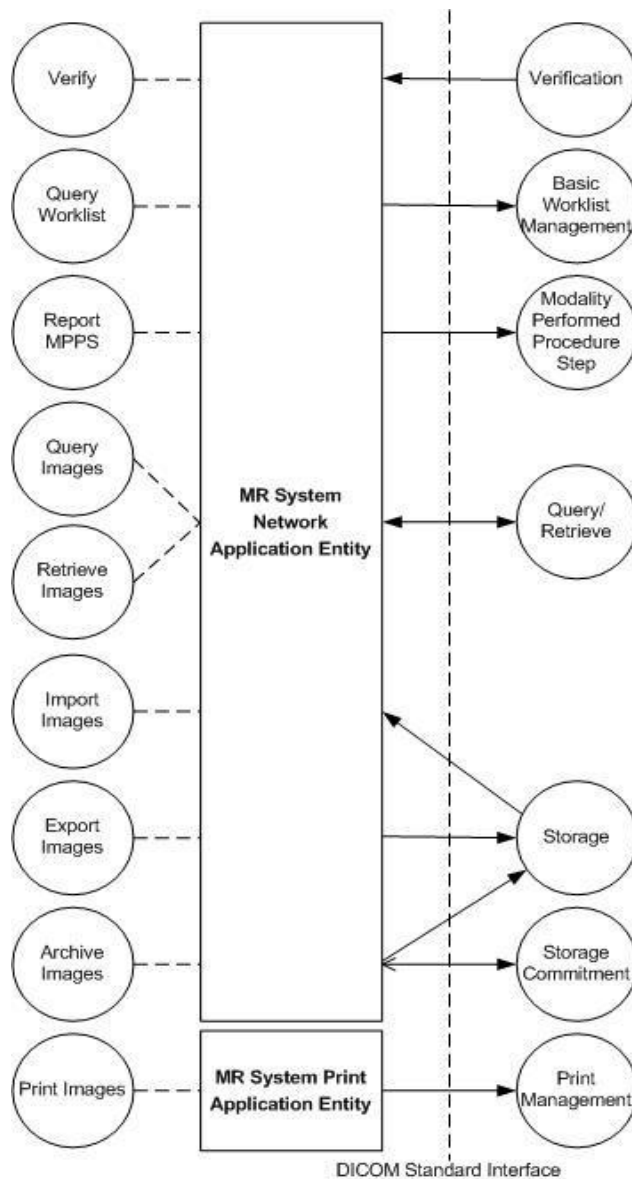 Verify
Verification
Query
Worklist
Basic
Worklist
Management
Report
MPPS
Modality
Performed
Procedure
Step
Query
Images
Retrieve
Images
MR System
Network
Application Entity
Query/
Retrieve
Import
Images
Export
Images
Storage
Archive
Images
Storage
Commitment
Print Images
MR System Print
Application Entity
Print
Management
DICOM Standard Interface